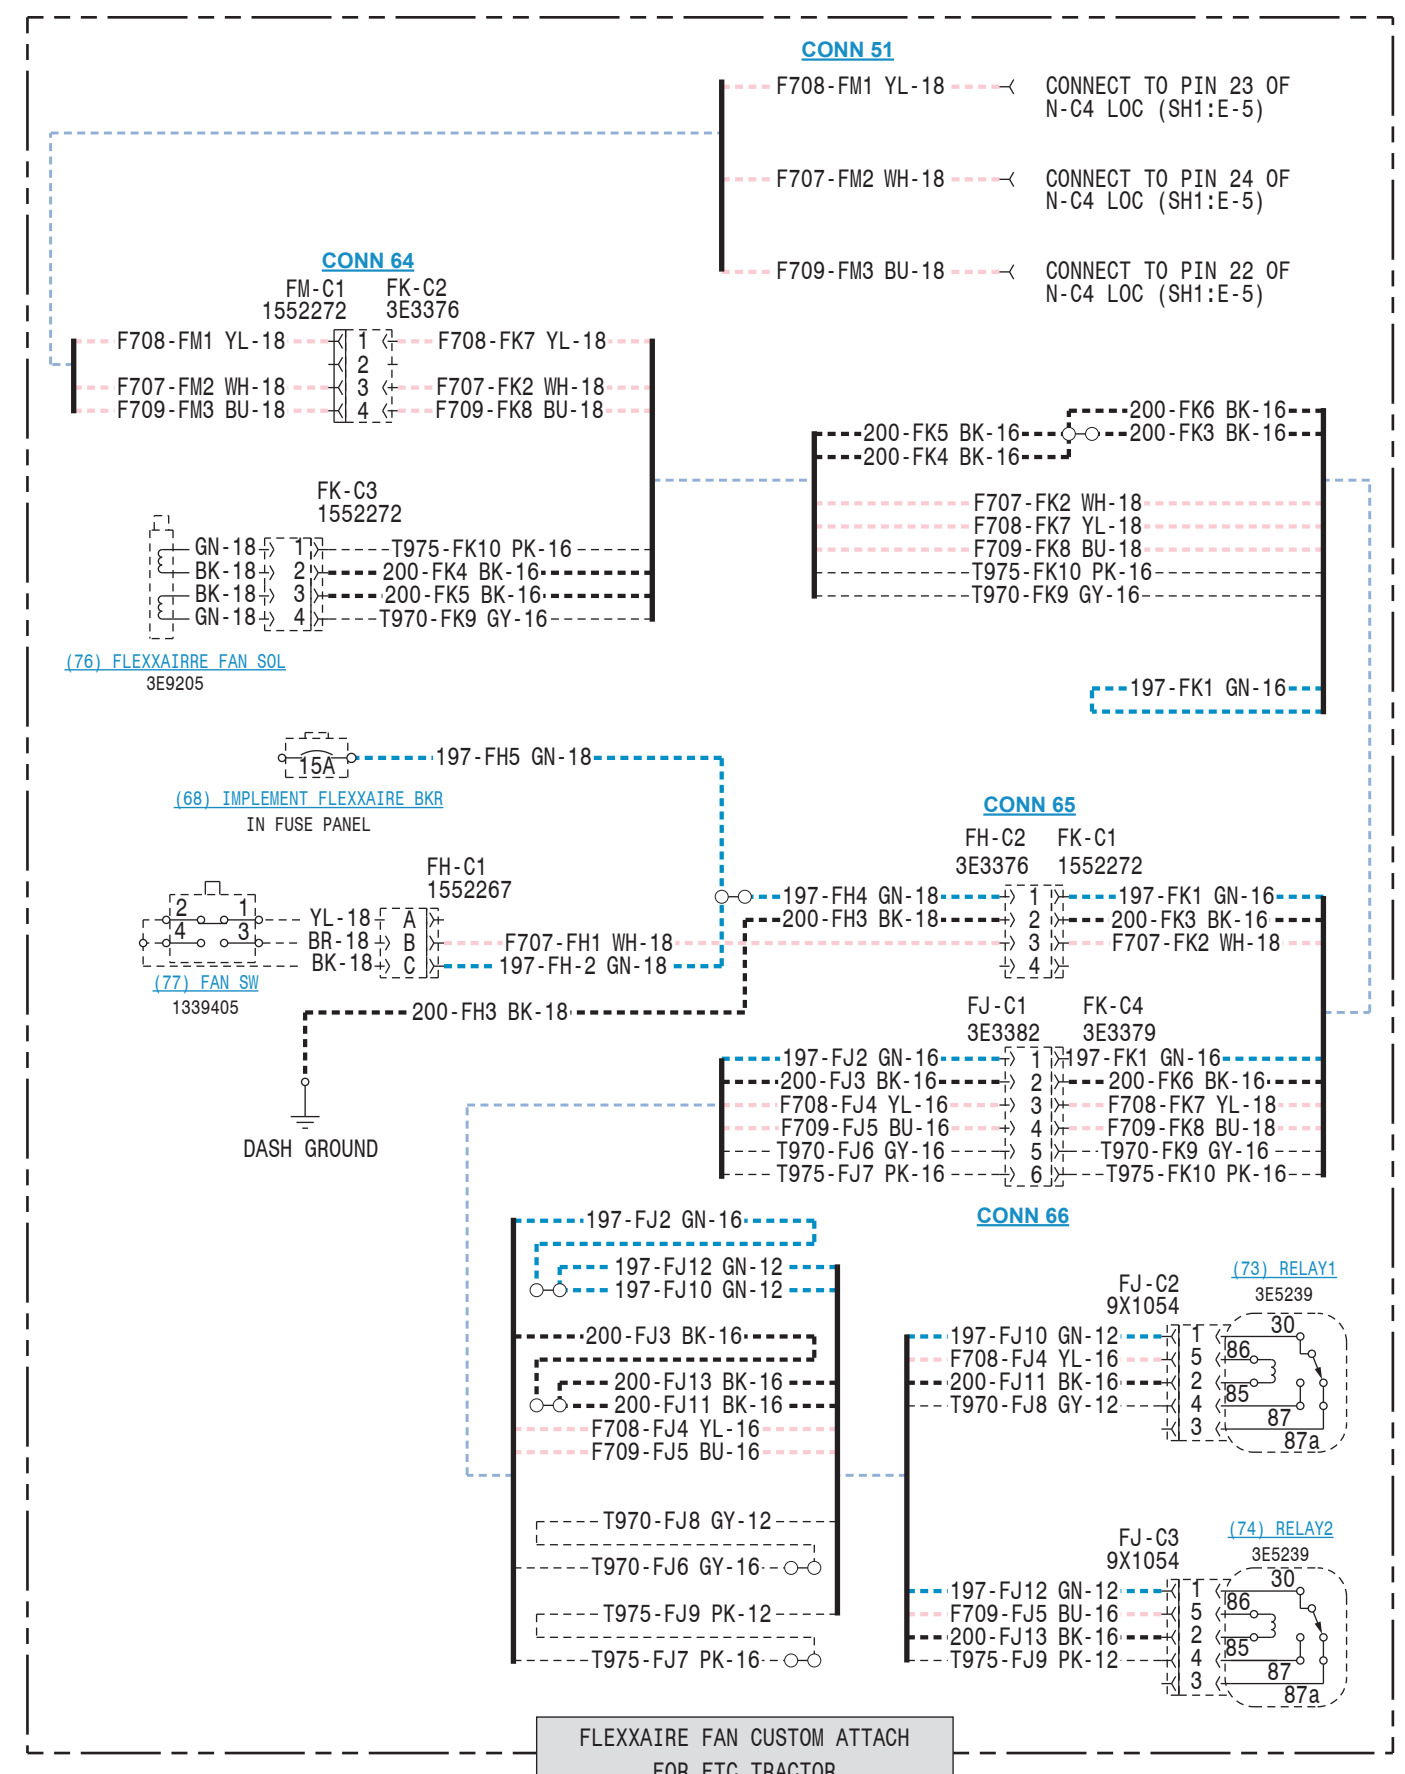 CONN 51
F708-FM1 YL-18 CONNECT TO PIN 23 OF
N-C4 LOC (SH1:E-5)
F707-FM2 WH-18 CONNECT TO PIN 24 OF
N-C4 LOC (SH1:E-5)
F709-FM3 BU-18 CONNECT TO PIN 22 OF
N-C4 LOC (SH1:E-5)
CONN 64
FM-C1 FK-C2
1552272 3E3376
F708-FM1 YL-18 1 F708-FK7 YL-18
2
F707-FM2 WH-18 3 F707-FK2 WH-18
F709-FM3 BU-18 4 F709-FK8 BU-18
200-FK6 BK-16
200-FK5 BK-16 200-FK3 BK-16
200-FK4 BK-16
F707-FK2 WH-18
F708-FK7 YL-18
F709-FK8 BU-18
T975-FK10 PK-16
T970-FK9 GY-16
197-FK1 GN-16
FK-C3
1552272
GN-18 1 T975-FK10 PK-16
BK-18 2 200-FK4 BK-16
BK-18 3 200-FK5 BK-16
GN-18 4 T970-FK9 GY-16
(76) FLEXXAIRRE FAN SOL
3E9205
15A 197-FH5 GN-18
(68) IMPLEMENT FLEXXAIRE BKR
IN FUSE PANEL
CONN 65
FH-C2 FK-C1
3E3376 1552272
197-FH4 GN-18 1 197-FK1 GN-16
200-FH3 BK-18 2 200-FK3 BK-16
3 F707-FK2 WH-18
4
FH-C1
1552267
2 1 YL-18 A
4 3 BR-18 B F707-FH1 WH-18
BK-18 C 197-FH-2 GN-18
(77) FAN SW
1339405
200-FH3 BK-18
DASH GROUND
FJ-C1 FK-C4
3E3382 3E3379
197-FJ2 GN-16 1 197-FK1 GN-16
200-FJ3 BK-16 2 200-FK6 BK-16
F708-FJ4 YL-16 3 F708-FK7 YL-18
F709-FJ5 BU-16 4 F709-FK8 BU-18
T970-FJ6 GY-16 5 T970-FK9 GY-16
T975-FJ7 PK-16 6 T975-FK10 PK-16
CONN 66
197-FJ2 GN-16
197-FJ12 GN-12
197-FJ10 GN-12
200-FJ3 BK-16
200-FJ13 BK-16
200-FJ11 BK-16
F708-FJ4 YL-16
F709-FJ5 BU-16
T970-FJ8 GY-12
T970-FJ6 GY-16
T975-FJ9 PK-12
T975-FJ7 PK-16
(73) RELAY1
3E5239
FJ-C2
9X1054
197-FJ10 GN-12 1 30
F708-FJ4 YL-16 5 86
200-FJ11 BK-16 2 85
T970-FJ8 GY-12 4 87
3 87a
(74) RELAY2
3E5239
FJ-C3
9X1054
197-FJ12 GN-12 1 30
F709-FJ5 BU-16 5 86
200-FJ13 BK-16 2 85
T975-FJ9 PK-12 4 87
3 87a
FLEXXAIRE FAN CUSTOM ATTACH
FOR ETC TRACTOR